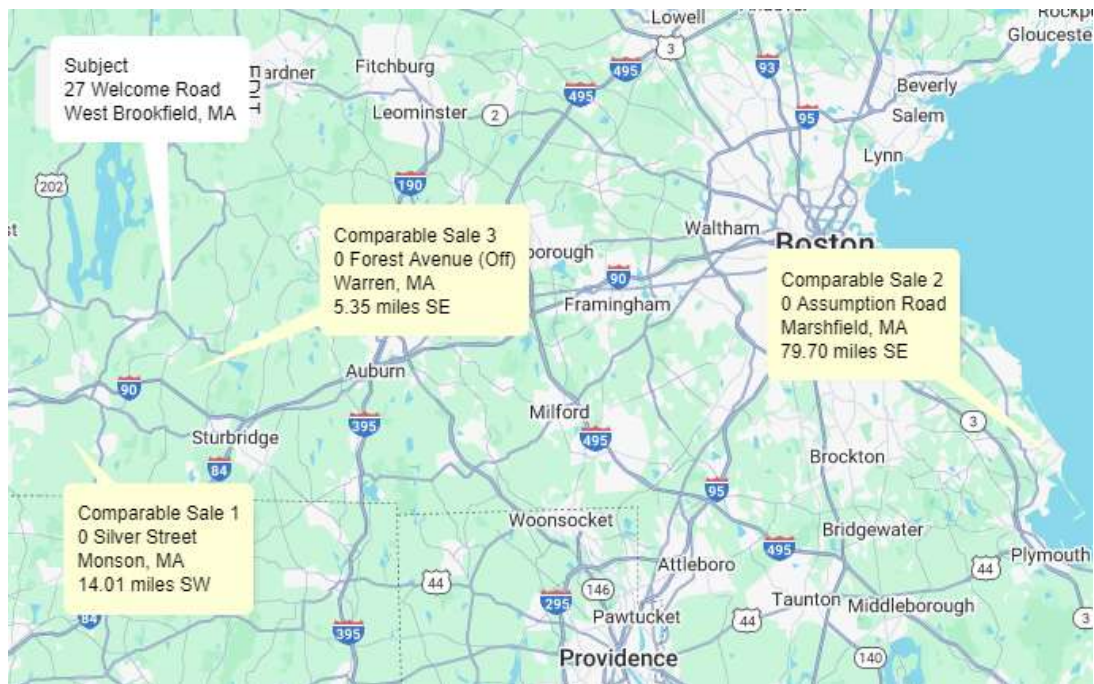 Lowell
Gloucester
3
93
495
Subject
27 Welcome Road
West Brookfield, MA
EDIT
ardner
Fitchburg
495
Beverly
Leominster
2
95
Salem
Lynn
202
190
Comparable Sale 3
0 Forest Avenue (Off)
Warren, MA
5.35 miles SE
Waltham
Boston
borough
90
Framingham
Comparable Sale 2
0 Assumption Road
Marshfield, MA
79.70 miles SE
90
Auburn
395
Milford
495
3
Sturbridge
84
Brockton
95
Comparable Sale 1
0 Silver Street
Monson, MA
14.01 miles SW
Woonsocket
Bridgewater
495
Plymouth
Attleboro
44
44
146
295
Taunton
Middleborough
84
395
Pawtucket
44
3
Providence
140